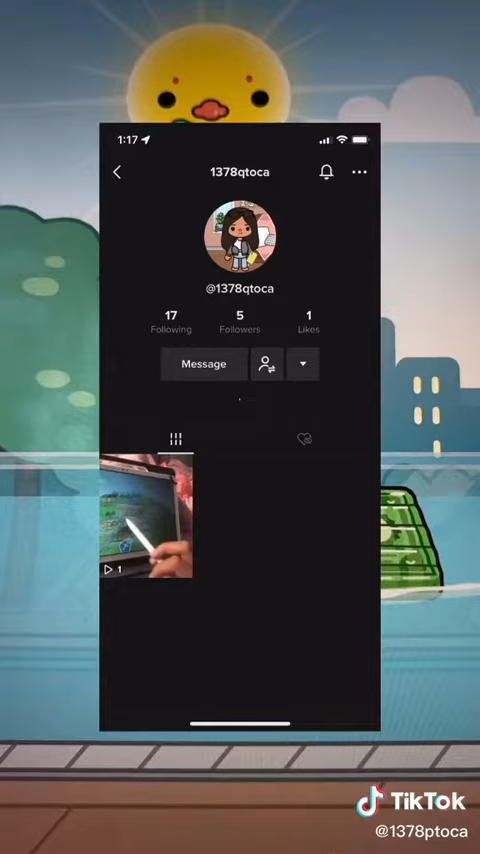 1:17
1378qtoca
@1378qtoca
17 5 1
Following Followers Likes
Message
1
TikTok
@1378ptoca